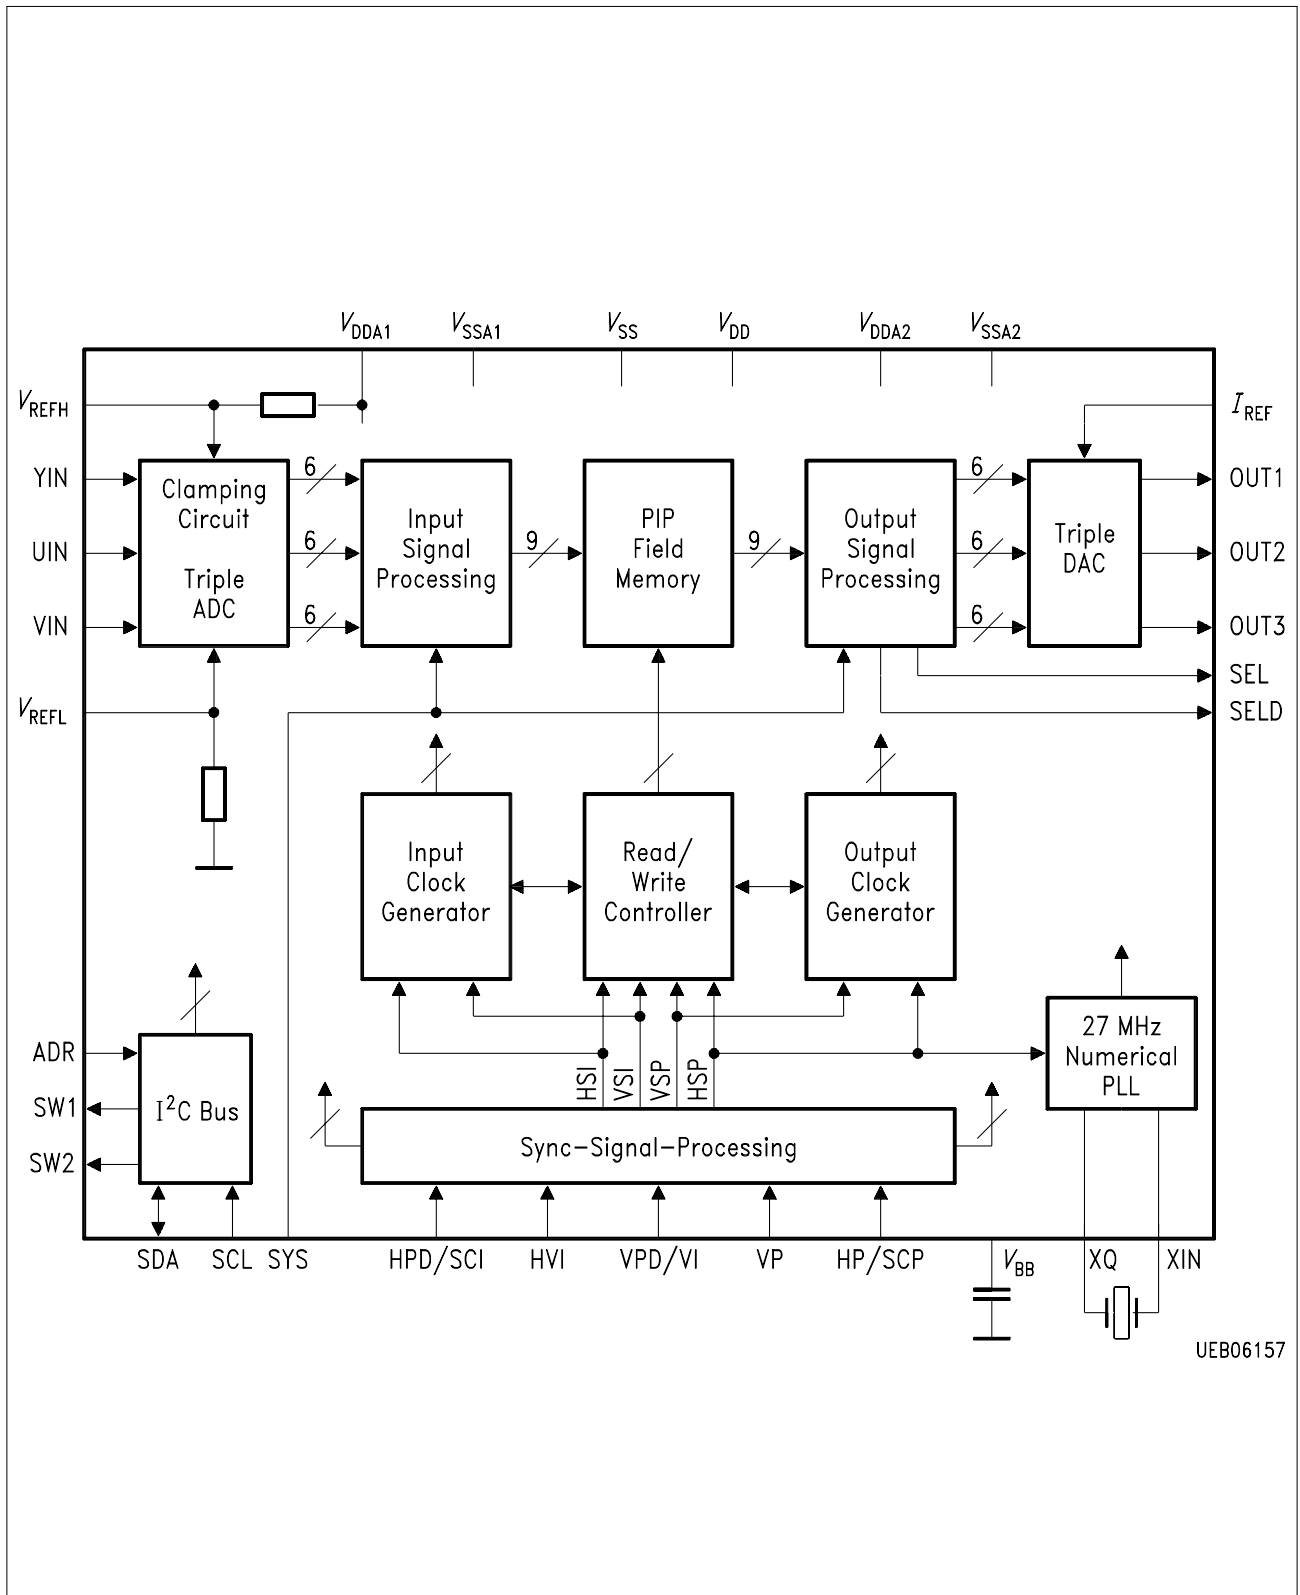 VDDA1 VSSA1 VSS VDD VDDA2 VSSA2
VREFH
IREF
YIN
UIN
VIN
Clamping
Circuit
Triple
ADC
6
6
6
Input
Signal
Processing
9
PIP
Field
Memory
9
Output
Signal
Processing
6
6
6
Triple
DAC
OUT1
OUT2
OUT3
SEL
SELD
VREFL
Input
Clock
Generator
Read/
Write
Controller
Output
Clock
Generator
ADR
SW1
SW2
I²C Bus
HSI
VSI
VSP
HSP
27 MHz
Numerical
PLL
Sync-Signal-Processing
SDA SCL SYS HPD/SCI HVI VPD/VI VP HP/SCP VBB XQ XIN
UEB06157